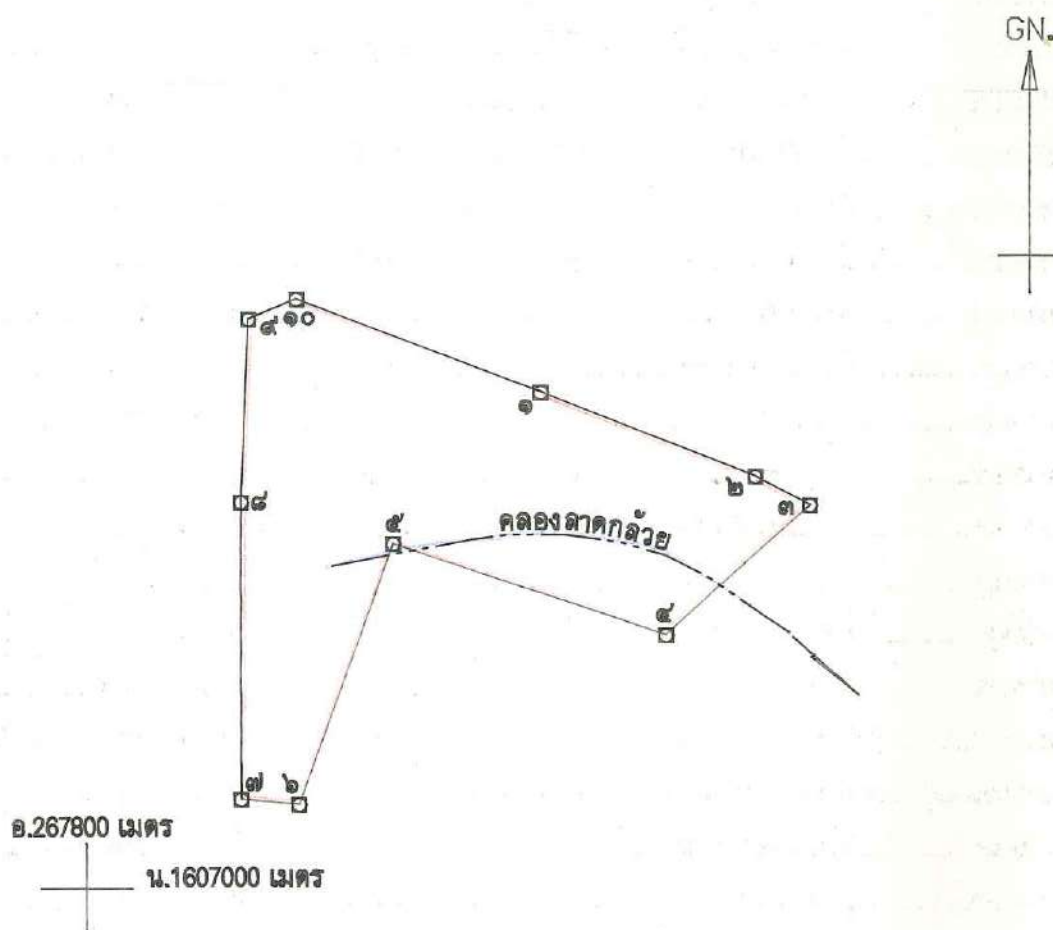 GN.
๑๐
๙
๑
๒
๓
๘
๕
คลองลาดกล้วย
๔
๗ ๖
อ.267800 เมตร
น.1607000 เมตร